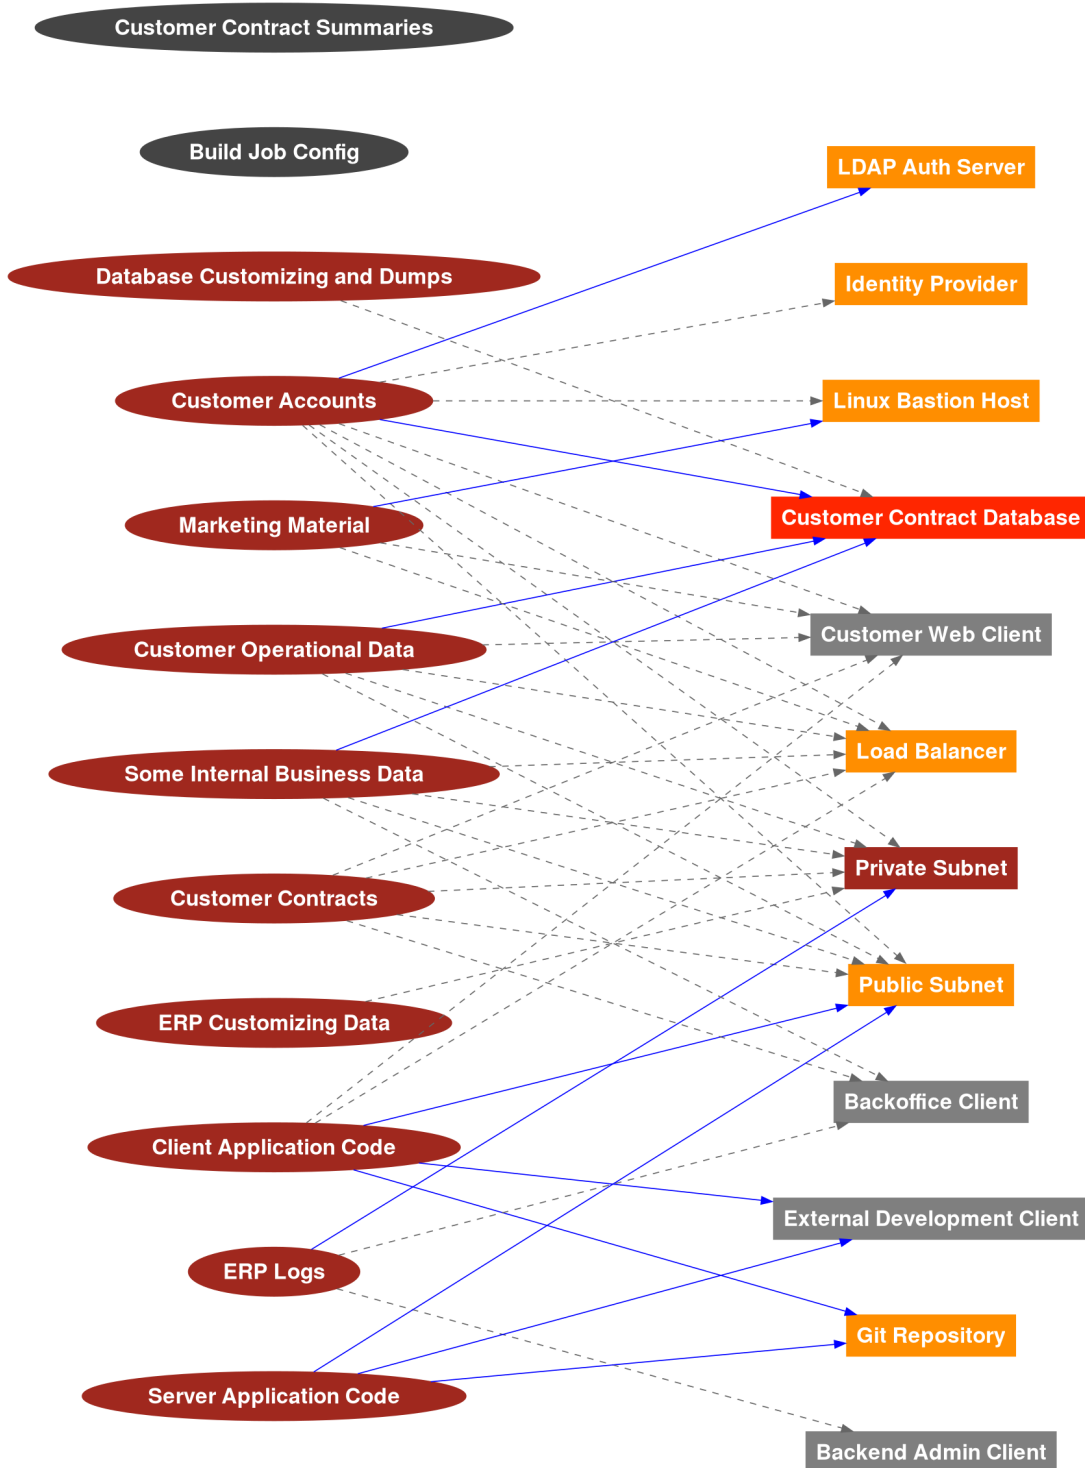 Customer Contract Summaries
Build Job Config
LDAP Auth Server
Database Customizing and Dumps
Identity Provider
Customer Accounts
Linux Bastion Host
Marketing Material
Customer Contract Database
Customer Operational Data
Customer Web Client
Some Internal Business Data
Load Balancer
Customer Contracts
Private Subnet
ERP Customizing Data
Public Subnet
Client Application Code
Backoffice Client
ERP Logs
External Development Client
Server Application Code
Git Repository
Backend Admin Client